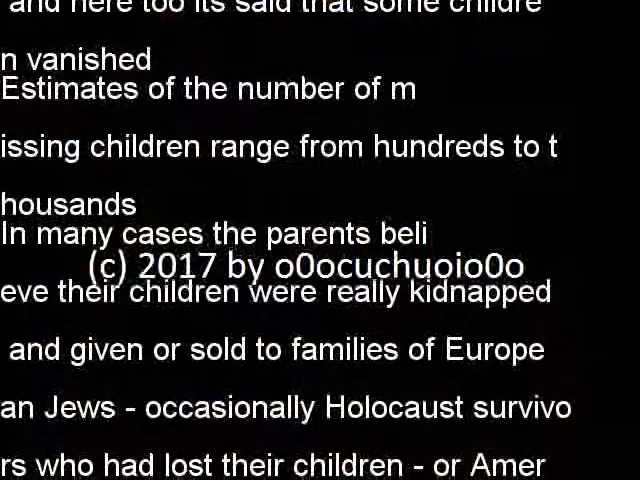 and here too its said that some childre
n vanished
Estimates of the number of m
issing children range from hundreds to t
housands
In many cases the parents beli
(c) 2017 by o0ocuchuoio0o
eve their children were really kidnapped
and given or sold to families of Europe
an Jews - occasionally Holocaust survivo
rs who had lost their children - or Amer